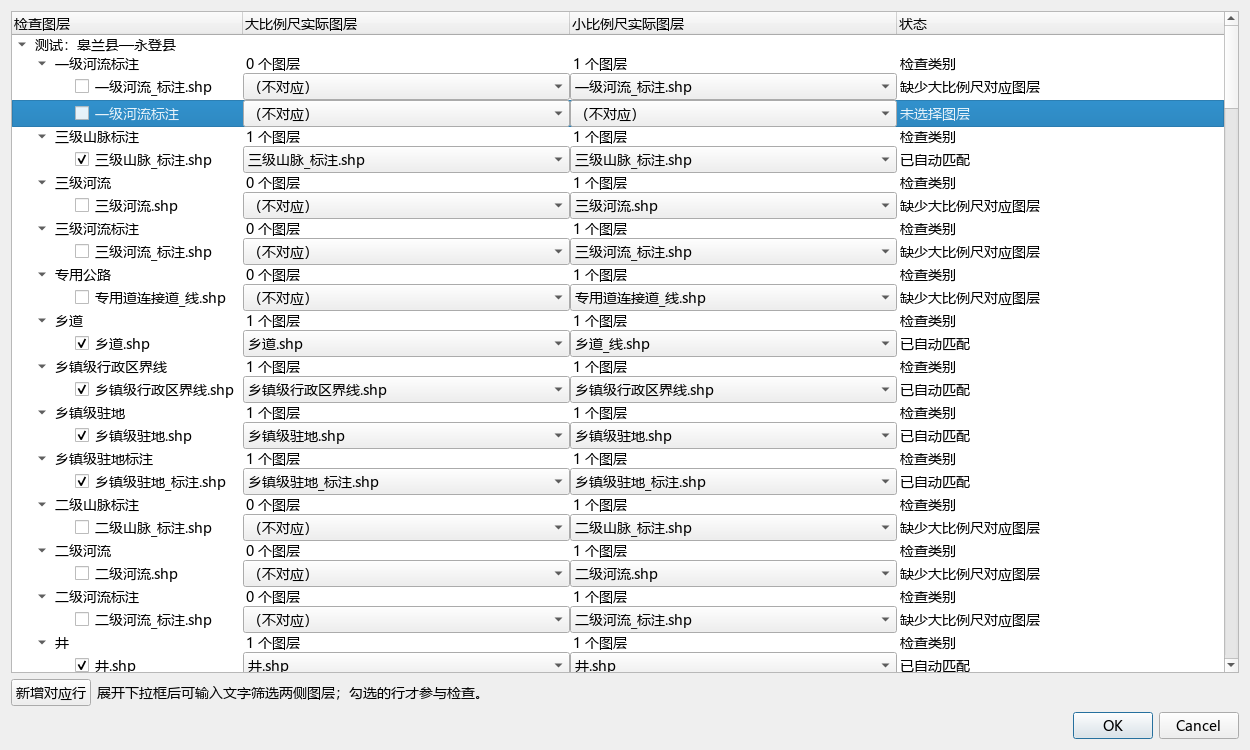 检查图层 大比例尺实际图层 小比例尺实际图层 状态
测试：皋兰县—永登县
一级河流标注 0 个图层 1 个图层 检查类别
一级河流_标注.shp （不对应） 一级河流_标注.shp 缺少大比例尺对应图层
一级河流标注 （不对应） （不对应） 未选择图层
三级山脉标注 1 个图层 1 个图层 检查类别
三级山脉_标注.shp 三级山脉_标注.shp 三级山脉_标注.shp 已自动匹配
三级河流 0 个图层 1 个图层 检查类别
三级河流.shp （不对应） 三级河流.shp 缺少大比例尺对应图层
三级河流标注 0 个图层 1 个图层 检查类别
三级河流_标注.shp （不对应） 三级河流_标注.shp 缺少大比例尺对应图层
专用公路 0 个图层 1 个图层 检查类别
专用道连接道_线.shp （不对应） 专用道连接道_线.shp 缺少大比例尺对应图层
乡道 1 个图层 1 个图层 检查类别
乡道.shp 乡道.shp 乡道_线.shp 已自动匹配
乡镇级行政区界线 1 个图层 1 个图层 检查类别
乡镇级行政区界线.shp 乡镇级行政区界线.shp 乡镇级行政区界线.shp 已自动匹配
乡镇级驻地 1 个图层 1 个图层 检查类别
乡镇级驻地.shp 乡镇级驻地.shp 乡镇级驻地.shp 已自动匹配
乡镇级驻地标注 1 个图层 1 个图层 检查类别
乡镇级驻地_标注.shp 乡镇级驻地_标注.shp 乡镇级驻地_标注.shp 已自动匹配
二级山脉标注 0 个图层 1 个图层 检查类别
二级山脉_标注.shp （不对应） 二级山脉_标注.shp 缺少大比例尺对应图层
二级河流 0 个图层 1 个图层 检查类别
二级河流.shp （不对应） 二级河流.shp 缺少大比例尺对应图层
二级河流标注 0 个图层 1 个图层 检查类别
二级河流_标注.shp （不对应） 二级河流_标注.shp 缺少大比例尺对应图层
井 1 个图层 1 个图层 检查类别
井.shp 井.shp 井.shp 已自动匹配
新增对应行 展开下拉框后可输入文字筛选两侧图层；勾选的行才参与检查。
OK Cancel